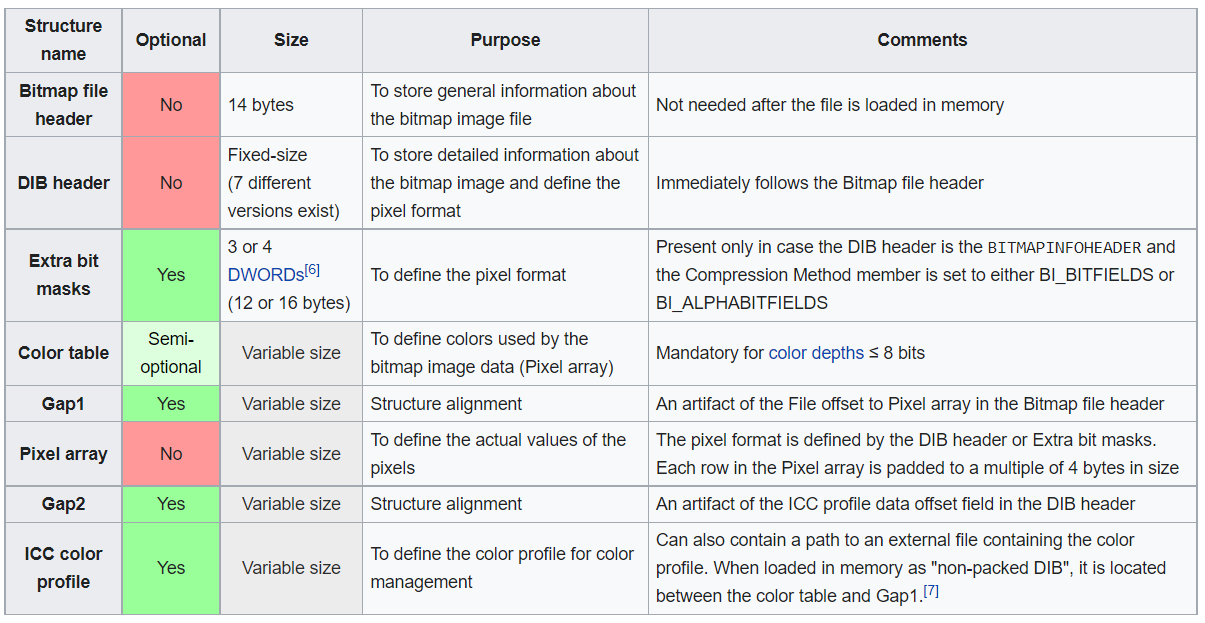 Structure
name
Optional
Size
Purpose
Comments
Bitmap file
header
No
14 bytes
To store general information about
the bitmap image file
Not needed after the file is loaded in memory
DIB header
No
Fixed-size
(7 different
versions exist)
To store detailed information about
the bitmap image and define the
pixel format
Immediately follows the Bitmap file header
Extra bit
masks
Yes
3 or 4
DWORDs[6]
(12 or 16 bytes)
To define the pixel format
Present only in case the DIB header is the BITMAPINFOHEADER and
the Compression Method member is set to either BI_BITFIELDS or
BI_ALPHABITFIELDS
Color table
Semi-
optional
Variable size
To define colors used by the
bitmap image data (Pixel array)
Mandatory for color depths ≤ 8 bits
Gap1
Yes
Variable size
Structure alignment
An artifact of the File offset to Pixel array in the Bitmap file header
Pixel array
No
Variable size
To define the actual values of the
pixels
The pixel format is defined by the DIB header or Extra bit masks.
Each row in the Pixel array is padded to a multiple of 4 bytes in size
Gap2
Yes
Variable size
Structure alignment
An artifact of the ICC profile data offset field in the DIB header
ICC color
profile
Yes
Variable size
To define the color profile for color
management
Can also contain a path to an external file containing the color
profile. When loaded in memory as "non-packed DIB", it is located
between the color table and Gap1.[7]